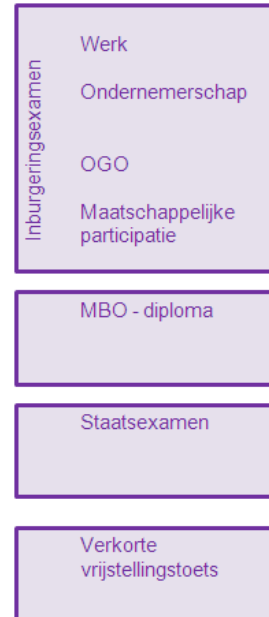 Inburgeringsexamen
Werk
Ondernemerschap
OGO
Maatschappelijke
participatie
MBO - diploma
Staatsexamen
Verkorte
vrijstellingstoets